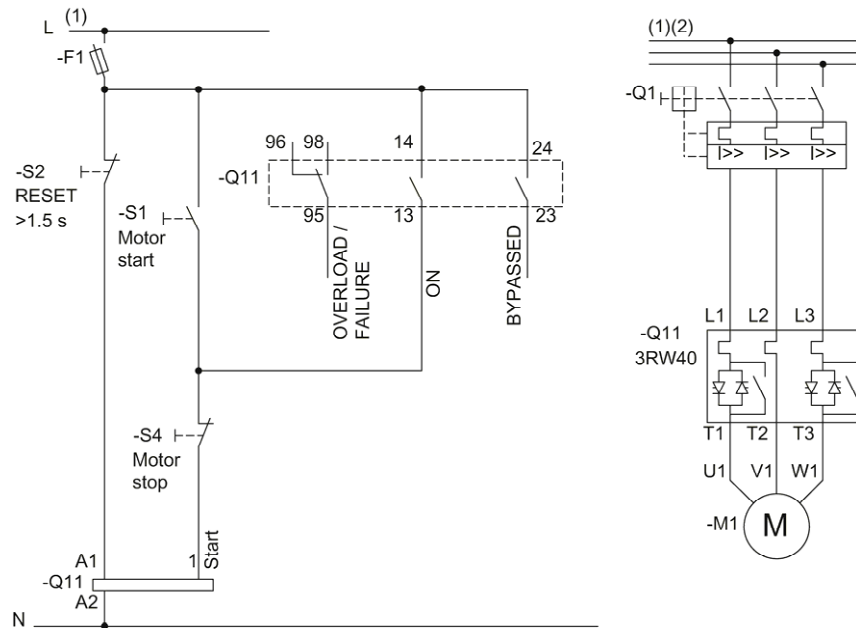 L (1)
-F1
-S2
RESET
>1.5 s
-S1
Motor
start
96 98 14 24
-Q11
95 13 23
OVERLOAD /
FAILURE
ON
BYPASSED
-S4
Motor
stop
A1 1 Start
-Q11
A2
N
(1)(2)
-Q1
I>> I>> I>>
L1 L2 L3
-Q11
3RW40
T1 T2 T3
U1 V1 W1
-M1 M